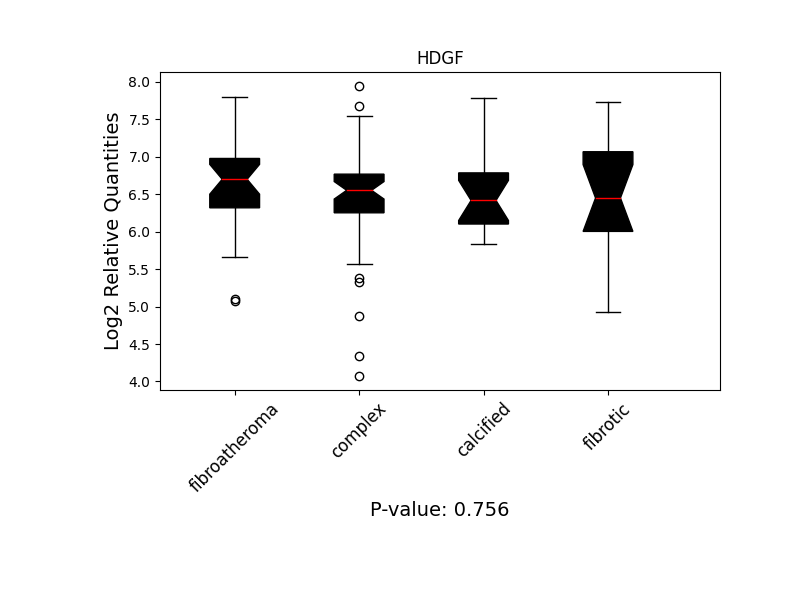 HDGF
Log2 Relative Quantities
8.0
7.5
7.0
6.5
6.0
5.5
5.0
4.5
4.0
fibroatheroma
complex
calcified
fibrotic
P-value: 0.756